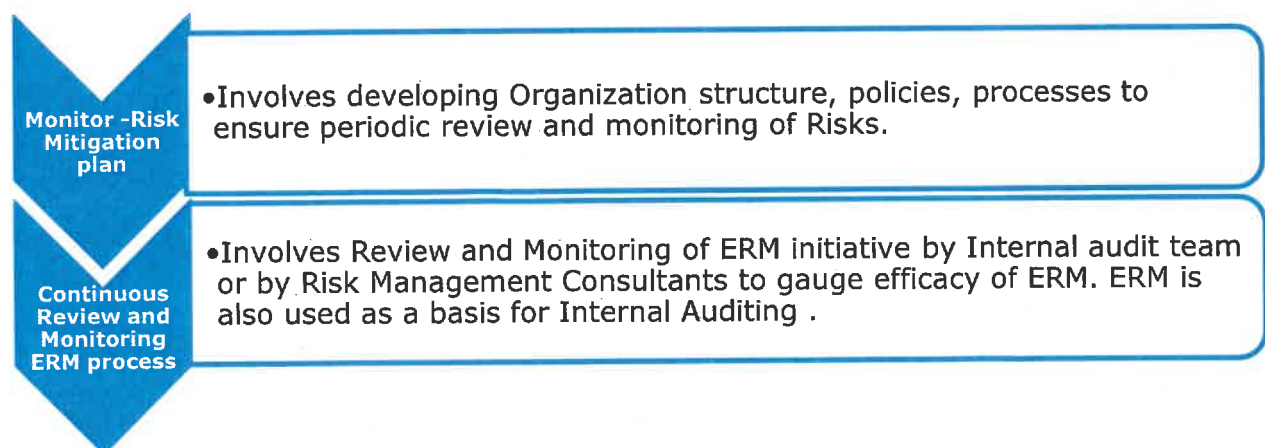 Monitor -Risk
Mitigation
plan
•Involves developing Organization structure, policies, processes to
ensure periodic review and monitoring of Risks.
Continuous
Review and
Monitoring
ERM process
•Involves Review and Monitoring of ERM initiative by Internal audit team
or by Risk Management Consultants to gauge efficacy of ERM. ERM is
also used as a basis for Internal Auditing .